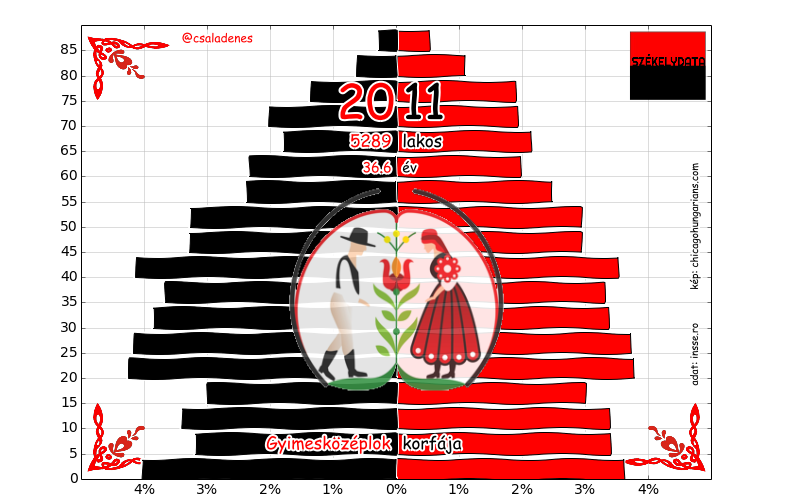 @csaladenes
SZÉKELYDATA
2011
5289 lakos
36.6 év
kép: chicagohungarians.com
adat: insse.ro
Gyimesközéplok korfája
85
80
75
70
65
60
55
50
45
40
35
30
25
20
15
10
5
0
4% 3% 2% 1% 0% 1% 2% 3% 4%